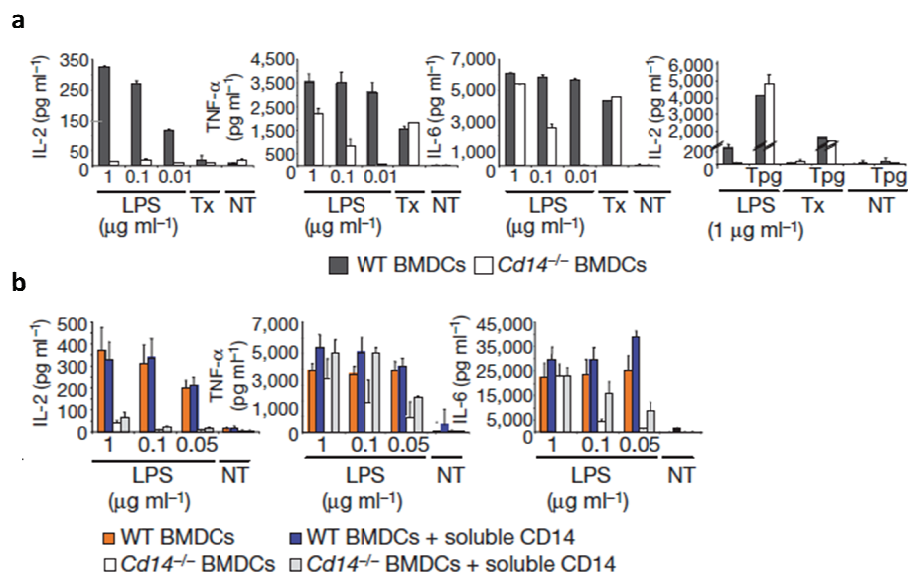 a
IL-2 (pg ml–1)
350
150
50
0
1 0.1 0.01
LPS Tx NT
(µg ml–1)
TNF-α
(pg ml–1)
4,500
3,500
2,500
1,500
500
1 0.1 0.01
LPS Tx NT
(µg ml–1)
IL-6 (pg ml–1)
7,000
5,000
3,000
1,000
0
1 0.1 0.01
LPS Tx NT
(µg ml–1)
IL-2 (pg ml–1)
6,000
5,000
4,000
2,000
200
0
Tpg Tpg Tpg
LPS Tx NT
(1 µg ml–1)
WT BMDCs Cd14–/– BMDCs
b
IL-2 (pg ml–1)
500
400
300
200
100
0
1 0.1 0.05
LPS NT
(µg ml–1)
TNF-α
(pg ml–1)
7,000
5,000
3,000
1,000
0
1 0.1 0.05
LPS NT
(µg ml–1)
IL-6 (pg ml–1)
45,000
35,000
25,000
15,000
5,000
0
1 0.1 0.05
LPS NT
(µg ml–1)
WT BMDCs WT BMDCs + soluble CD14
Cd14–/– BMDCs Cd14–/– BMDCs + soluble CD14